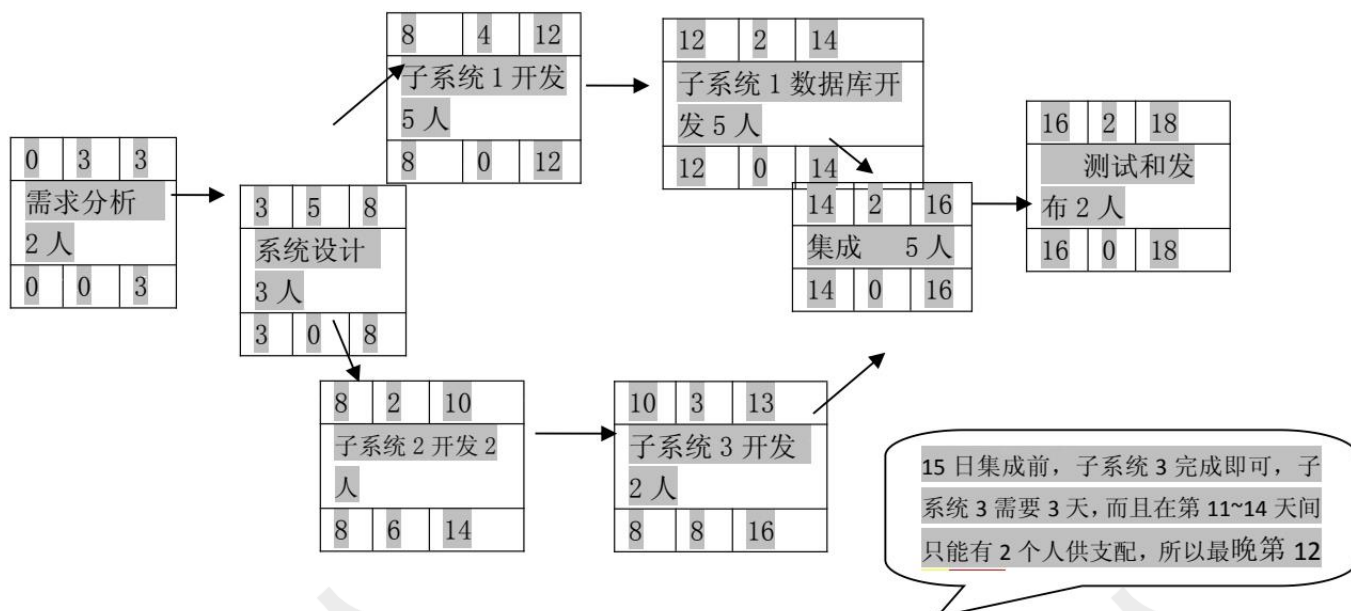 0 3 3
需求分析
2 人
0 0 3
3 5 8
系统设计
3 人
3 0 8
8 4 12
子系统 1 开发
5 人
8 0 12
12 2 14
子系统 1 数据库开
发 5 人
12 0 14
14 2 16
集成 5 人
14 0 16
16 2 18
测试和发
布 2 人
16 0 18
8 2 10
子系统 2 开发 2
人
8 6 14
10 3 13
子系统 3 开发
2 人
8 8 16
15 日集成前，子系统 3 完成即可，子
系统 3 需要 3 天，而且在第 11~14 天间
只能有 2 个人供支配，所以最晚第 12